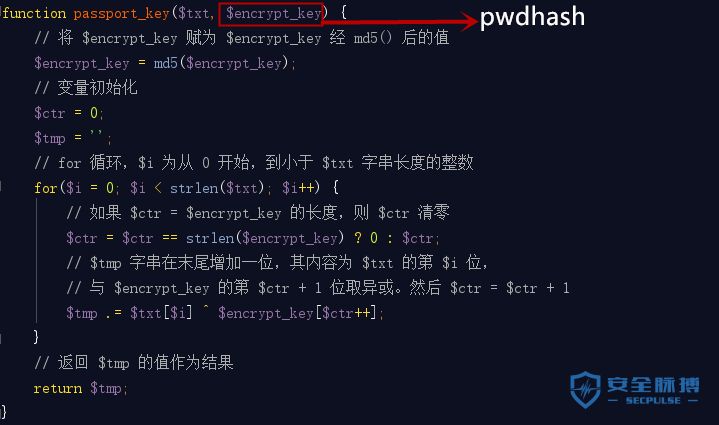 function passport_key($txt, $encrypt_key) {
pwdhash
// 将 $encrypt_key 赋为 $encrypt_key 经 md5() 后的值
$encrypt_key = md5($encrypt_key);
// 变量初始化
$ctr = 0;
$tmp = '';
// for 循环，$i 为从 0 开始，到小于 $txt 字串长度的整数
for($i = 0; $i < strlen($txt); $i++) {
// 如果 $ctr = $encrypt_key 的长度，则 $ctr 清零
$ctr = $ctr == strlen($encrypt_key) ? 0 : $ctr;
// $tmp 字串在末尾增加一位，其内容为 $txt 的第 $i 位，
// 与 $encrypt_key 的第 $ctr + 1 位取异或。然后 $ctr = $ctr + 1
$tmp .= $txt[$i] ^ $encrypt_key[$ctr++];
}
// 返回 $tmp 的值作为结果
return $tmp;
}
安全脉搏
SECPULSE